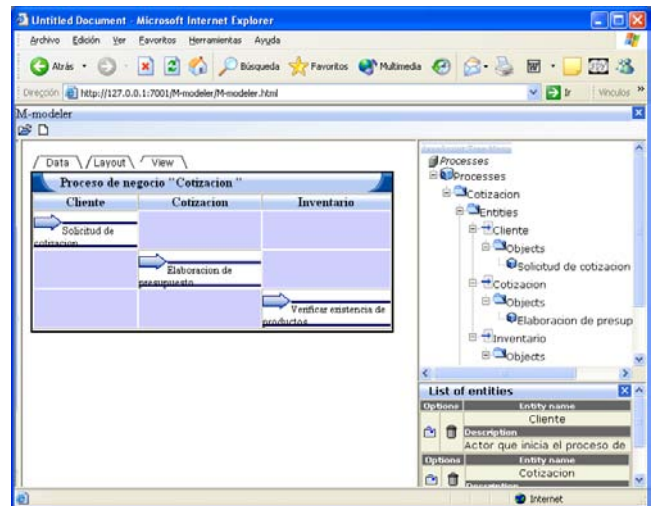 Untitled Document - Microsoft Internet Explorer
Archivo Edición Ver Favoritos Herramientas Ayuda
Atrás Búsqueda Favoritos Multimedia
Dirección http://127.0.0.1:7001/M-modeler/M-modeler.html Ir Vínculos
M-modeler
Data Layout View
Proceso de negocio "Cotizacion "
Cliente Cotizacion Inventario
Solicitud de
cotizacion
Elaboracion de
presupuesto
Verificar existencia de
productos
Processes
Processes
Cotizacion
Entities
Cliente
Objects
Solicitud de cotizacion
Cotizacion
Objects
Elaboracion de presup
Inventario
Objects
List of entities
Options Entity name
Cliente
Description
Actor que inicia el proceso de
Options Entity name
Cotizacion
Description
Internet